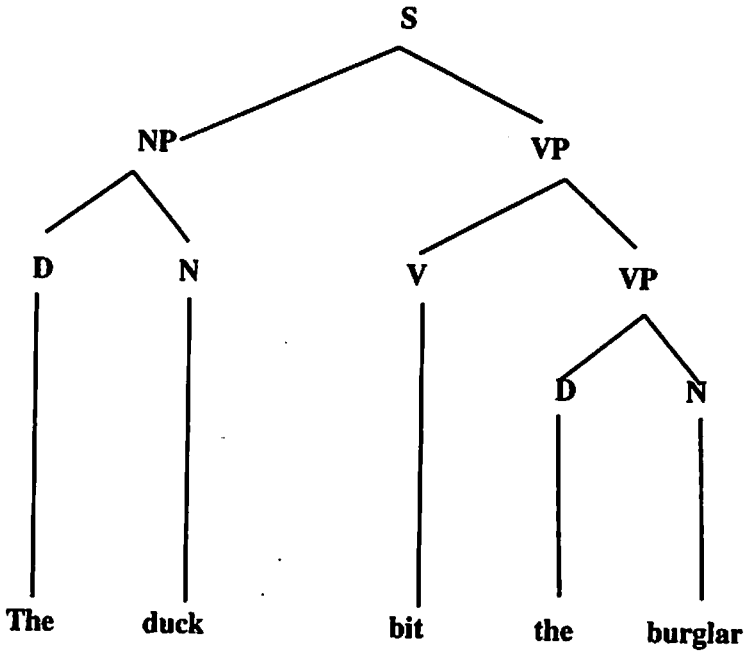 S
NP VP
D N V VP
D N
The duck bit the burglar